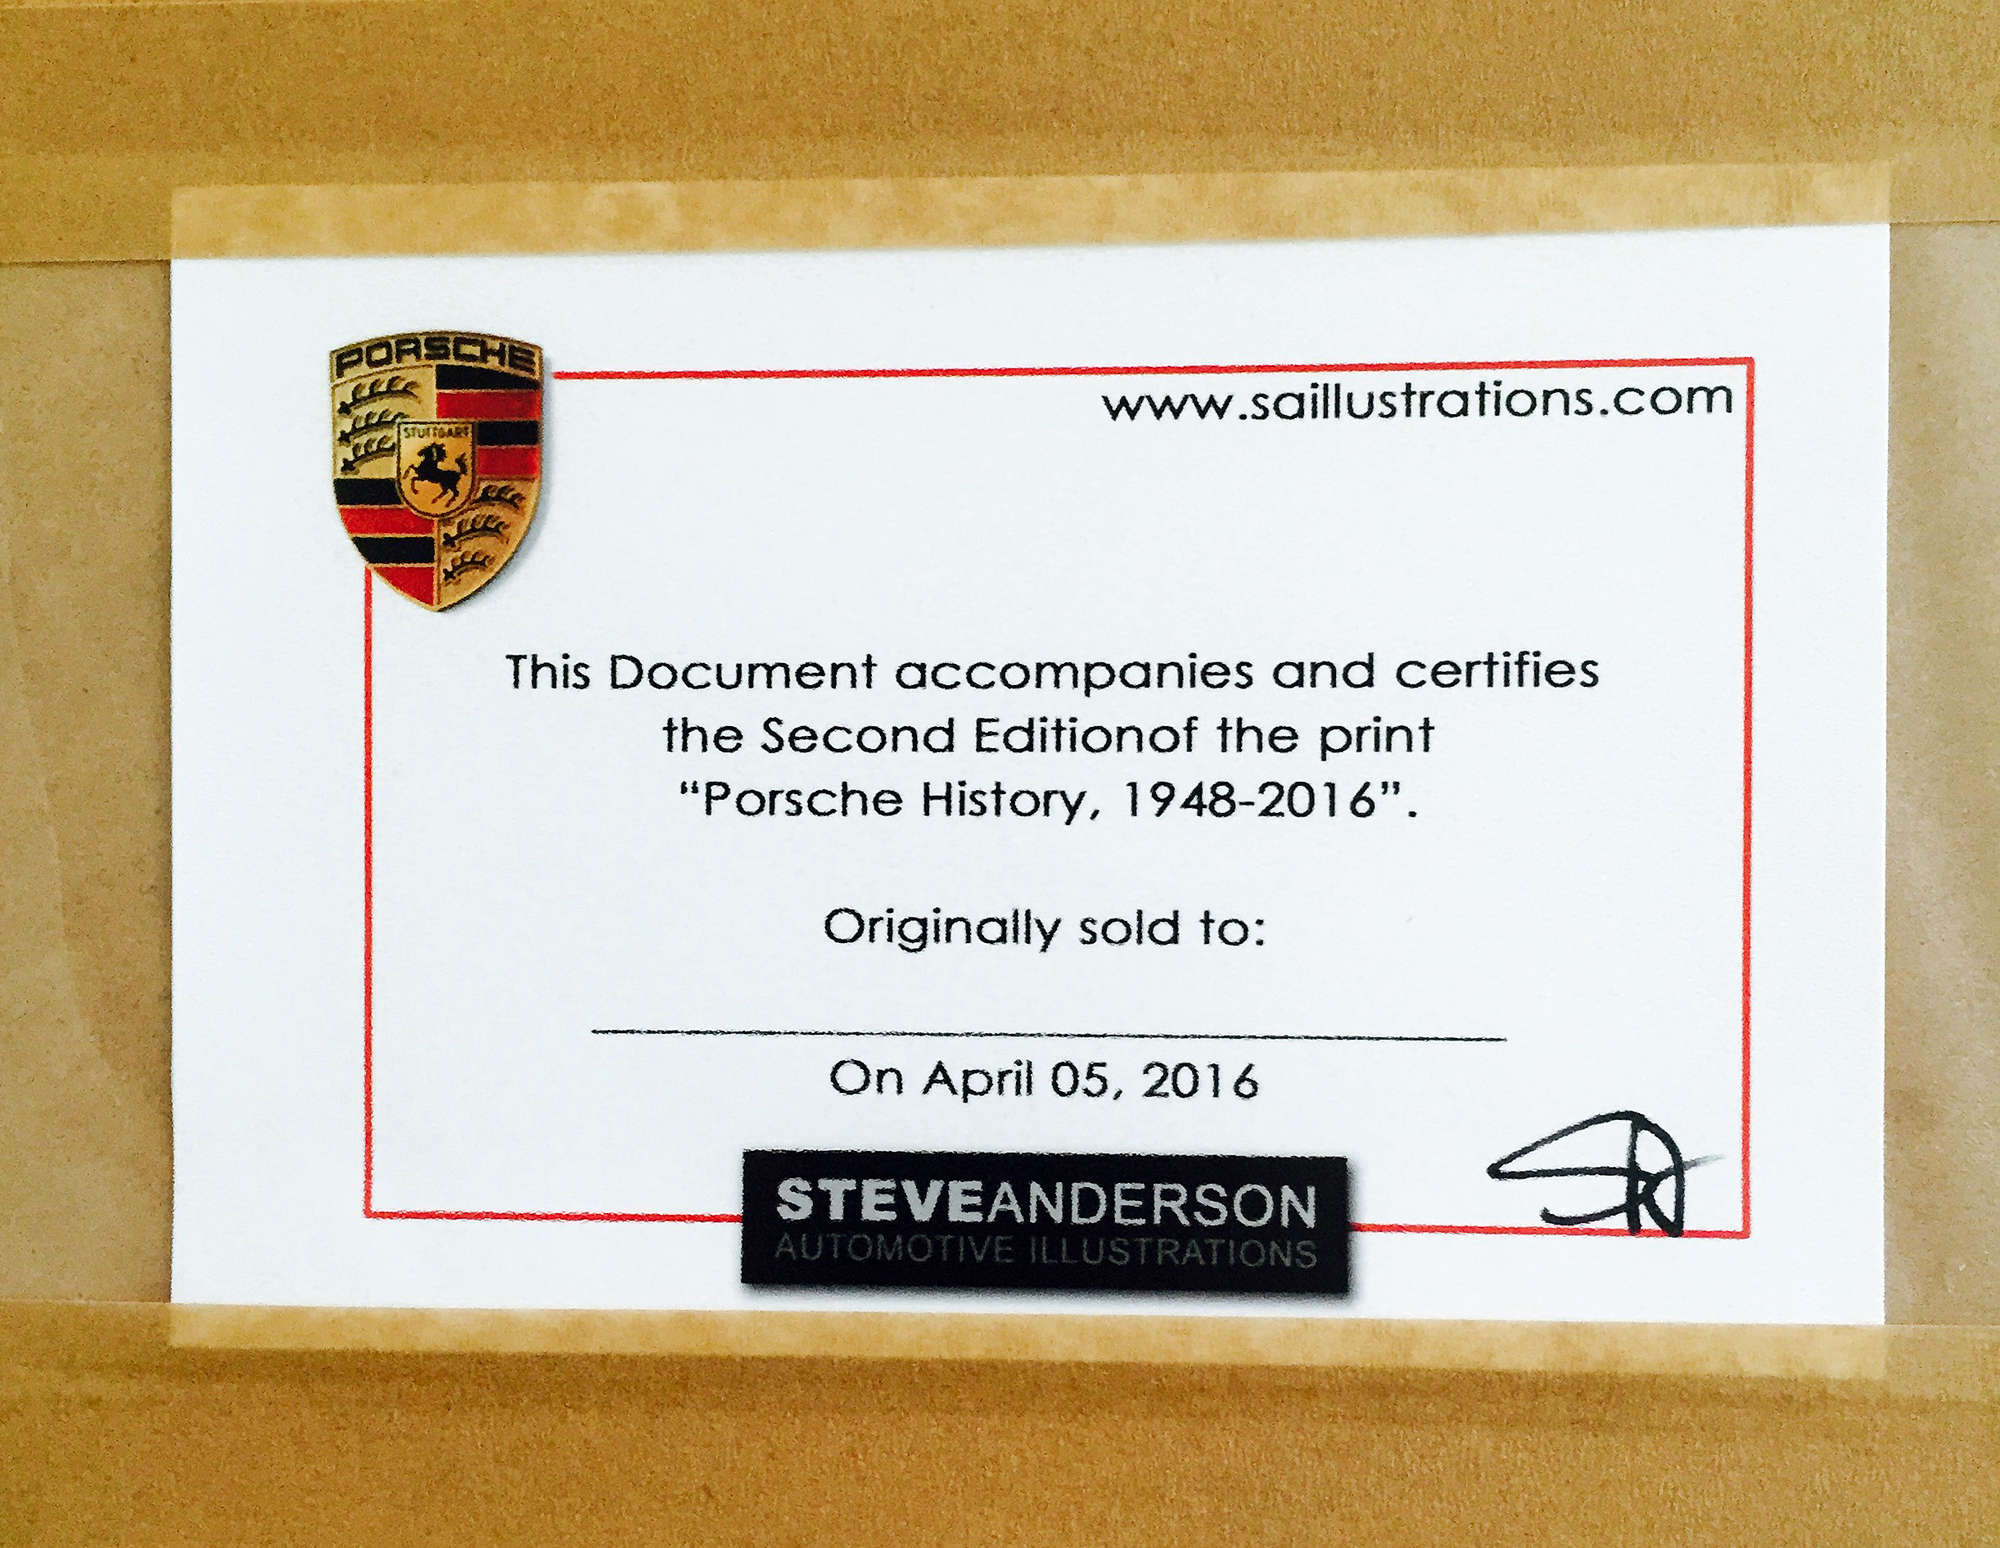 PORSCHE
STUTTGART
www.saillustrations.com
This Document accompanies and certifies
the Second Editionof the print
“Porsche History, 1948-2016”.
Originally sold to:
On April 05, 2016
STEVEANDERSON
AUTOMOTIVE ILLUSTRATIONS